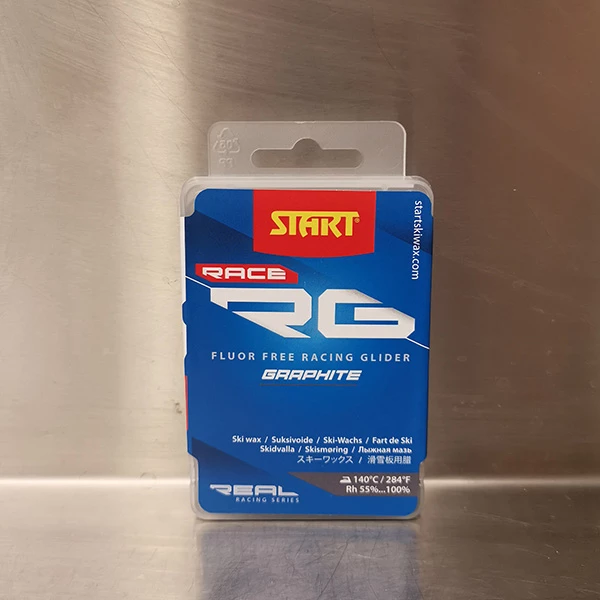 START®
startskiwax.com
RACE
RG
FLUOR FREE RACING GLIDER
GRAPHITE
Ski wax / Suksivoide / Ski-Wachs / Fart de Ski
Skidvalla / Skismøring / Лыжная мазь
スキーワックス / 滑雪板用腊
140°C / 284°F
Rh 55%...100%
REAL
RACING SERIES